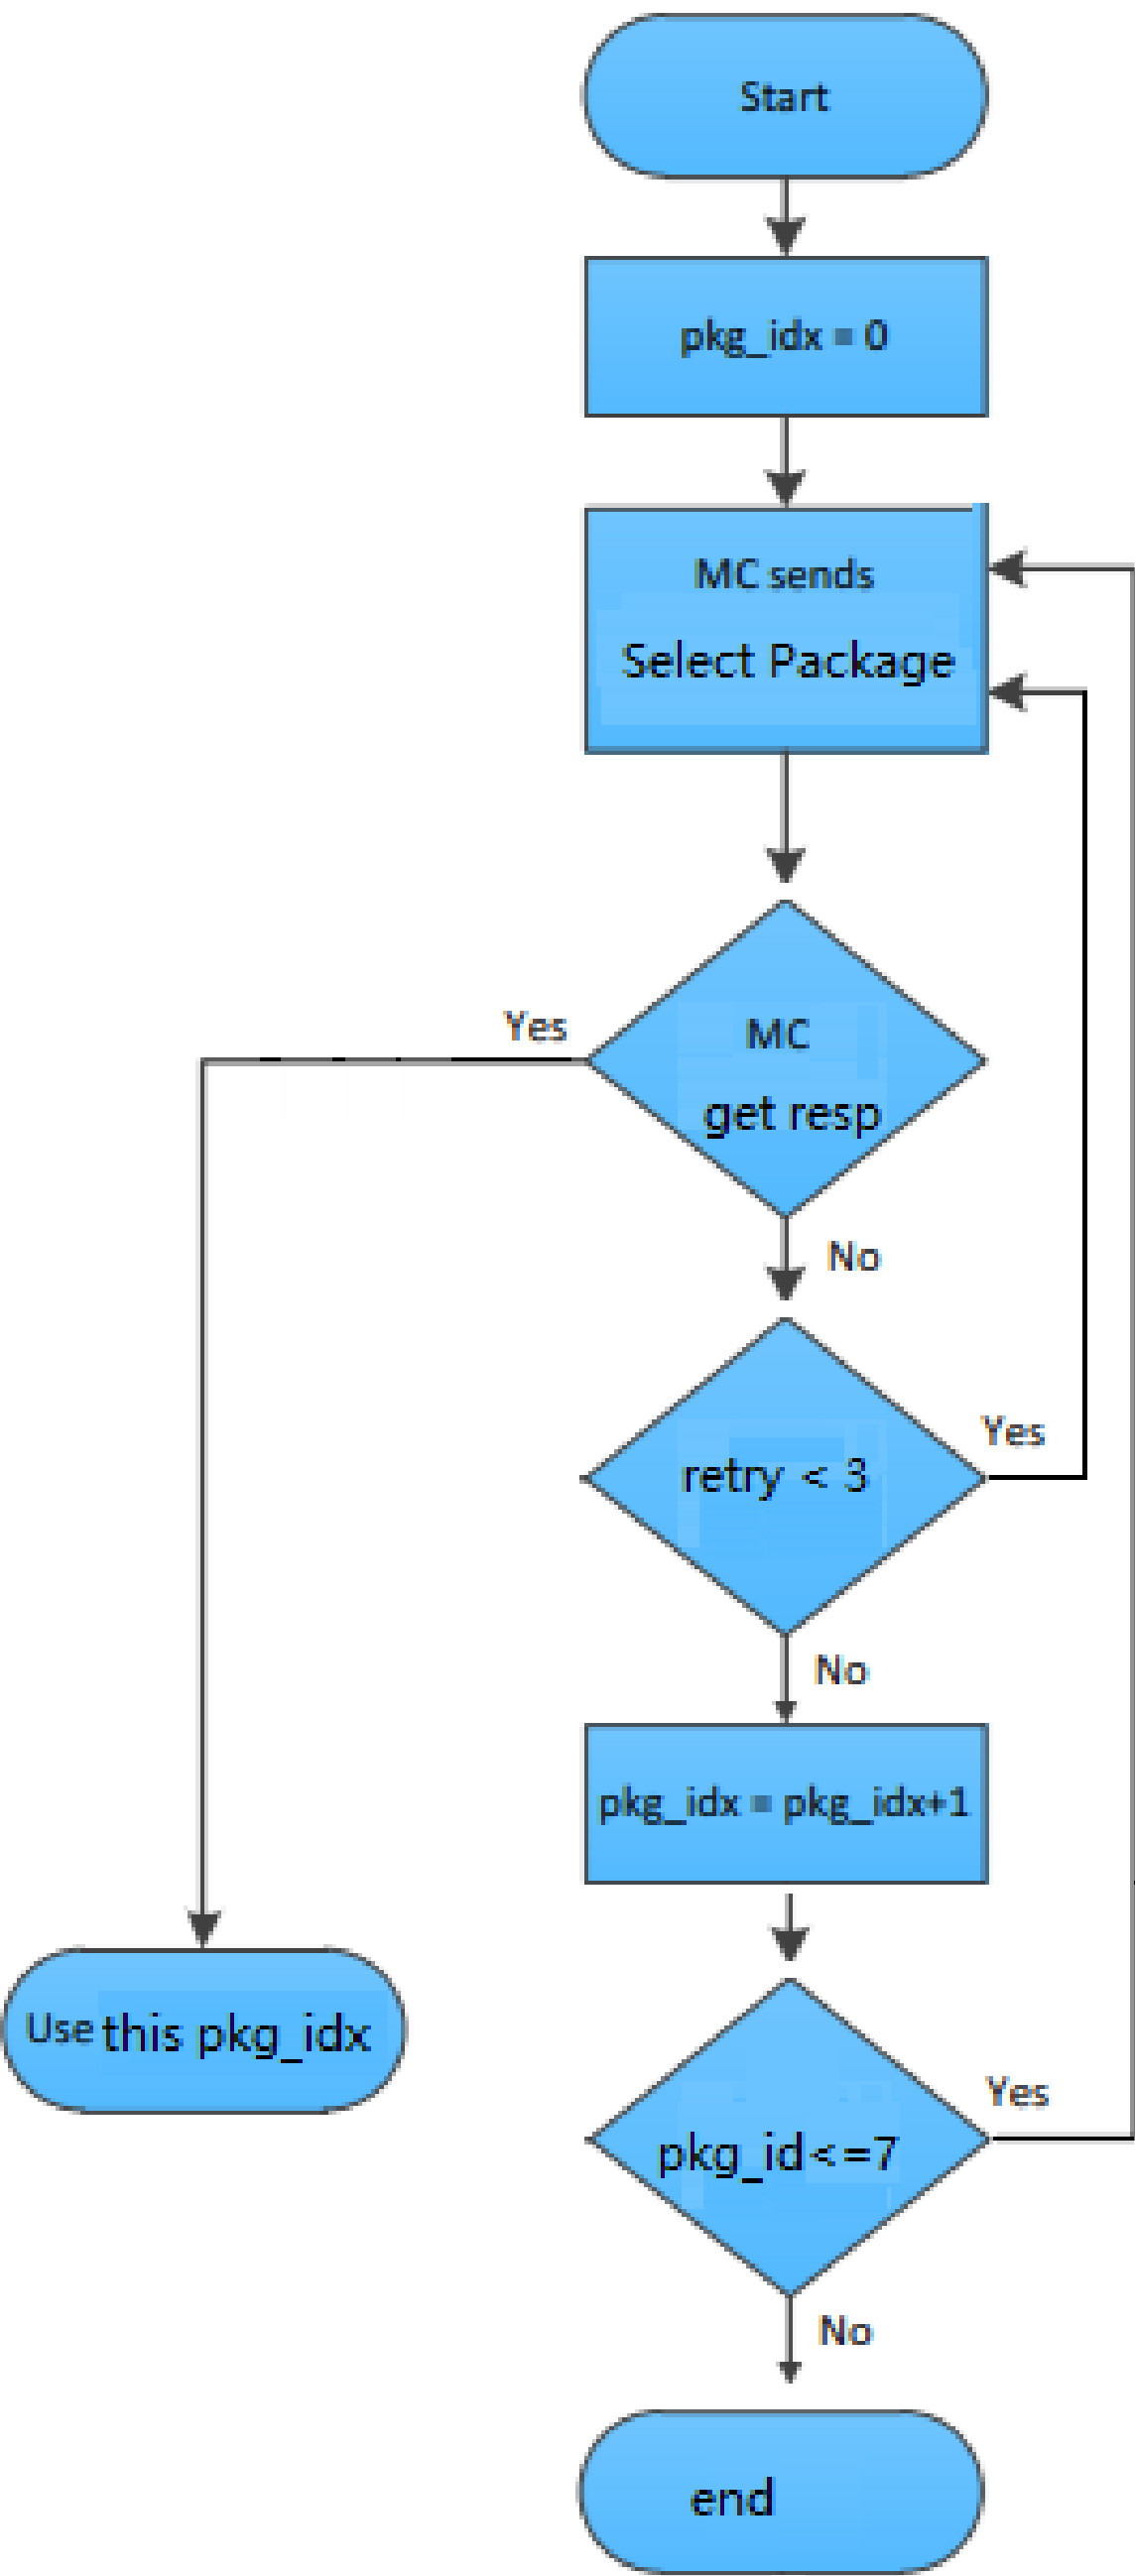 Start
pkg_idx = 0
MC sends
Select Package
MC
get resp
Yes
No
retry < 3
Yes
No
pkg_idx = pkg_idx+1
Use this pkg_idx
pkg_id<=7
Yes
No
end